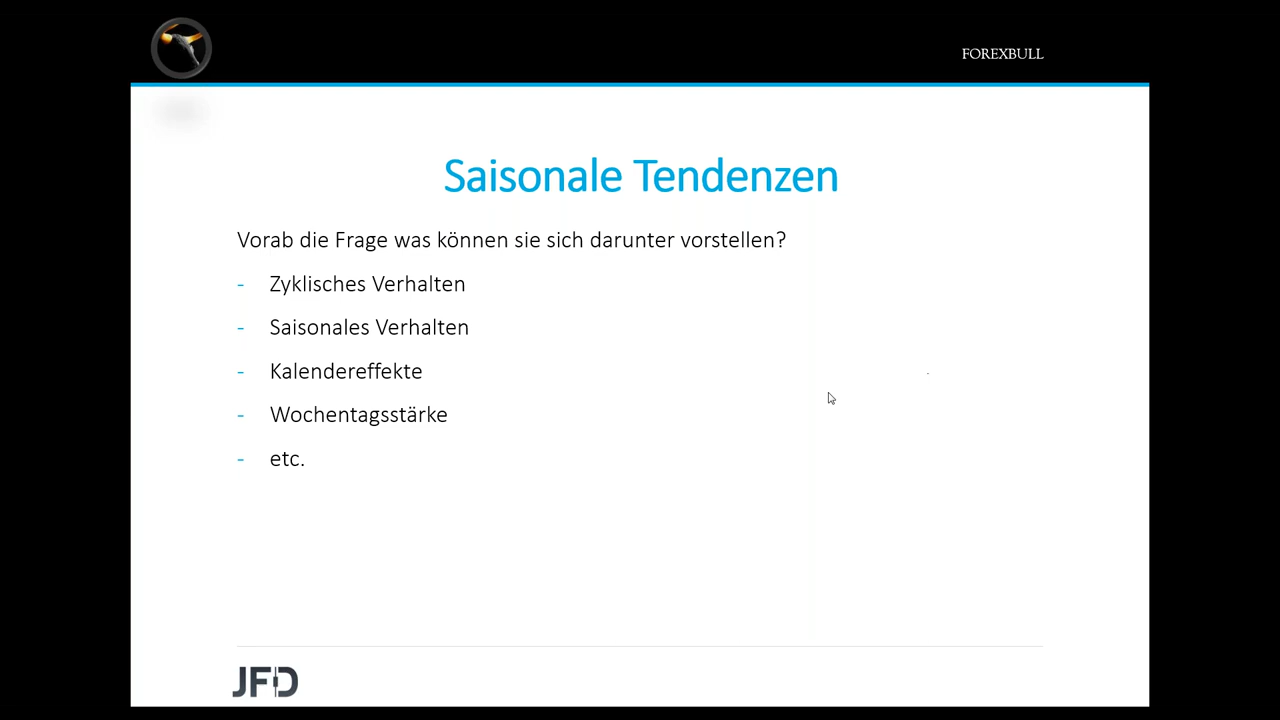 FOREXBULL
Saisonale Tendenzen
Vorab die Frage was können sie sich darunter vorstellen?
- Zyklisches Verhalten
- Saisonales Verhalten
- Kalendereffekte
- Wochentagsstärke
- etc.
JFD